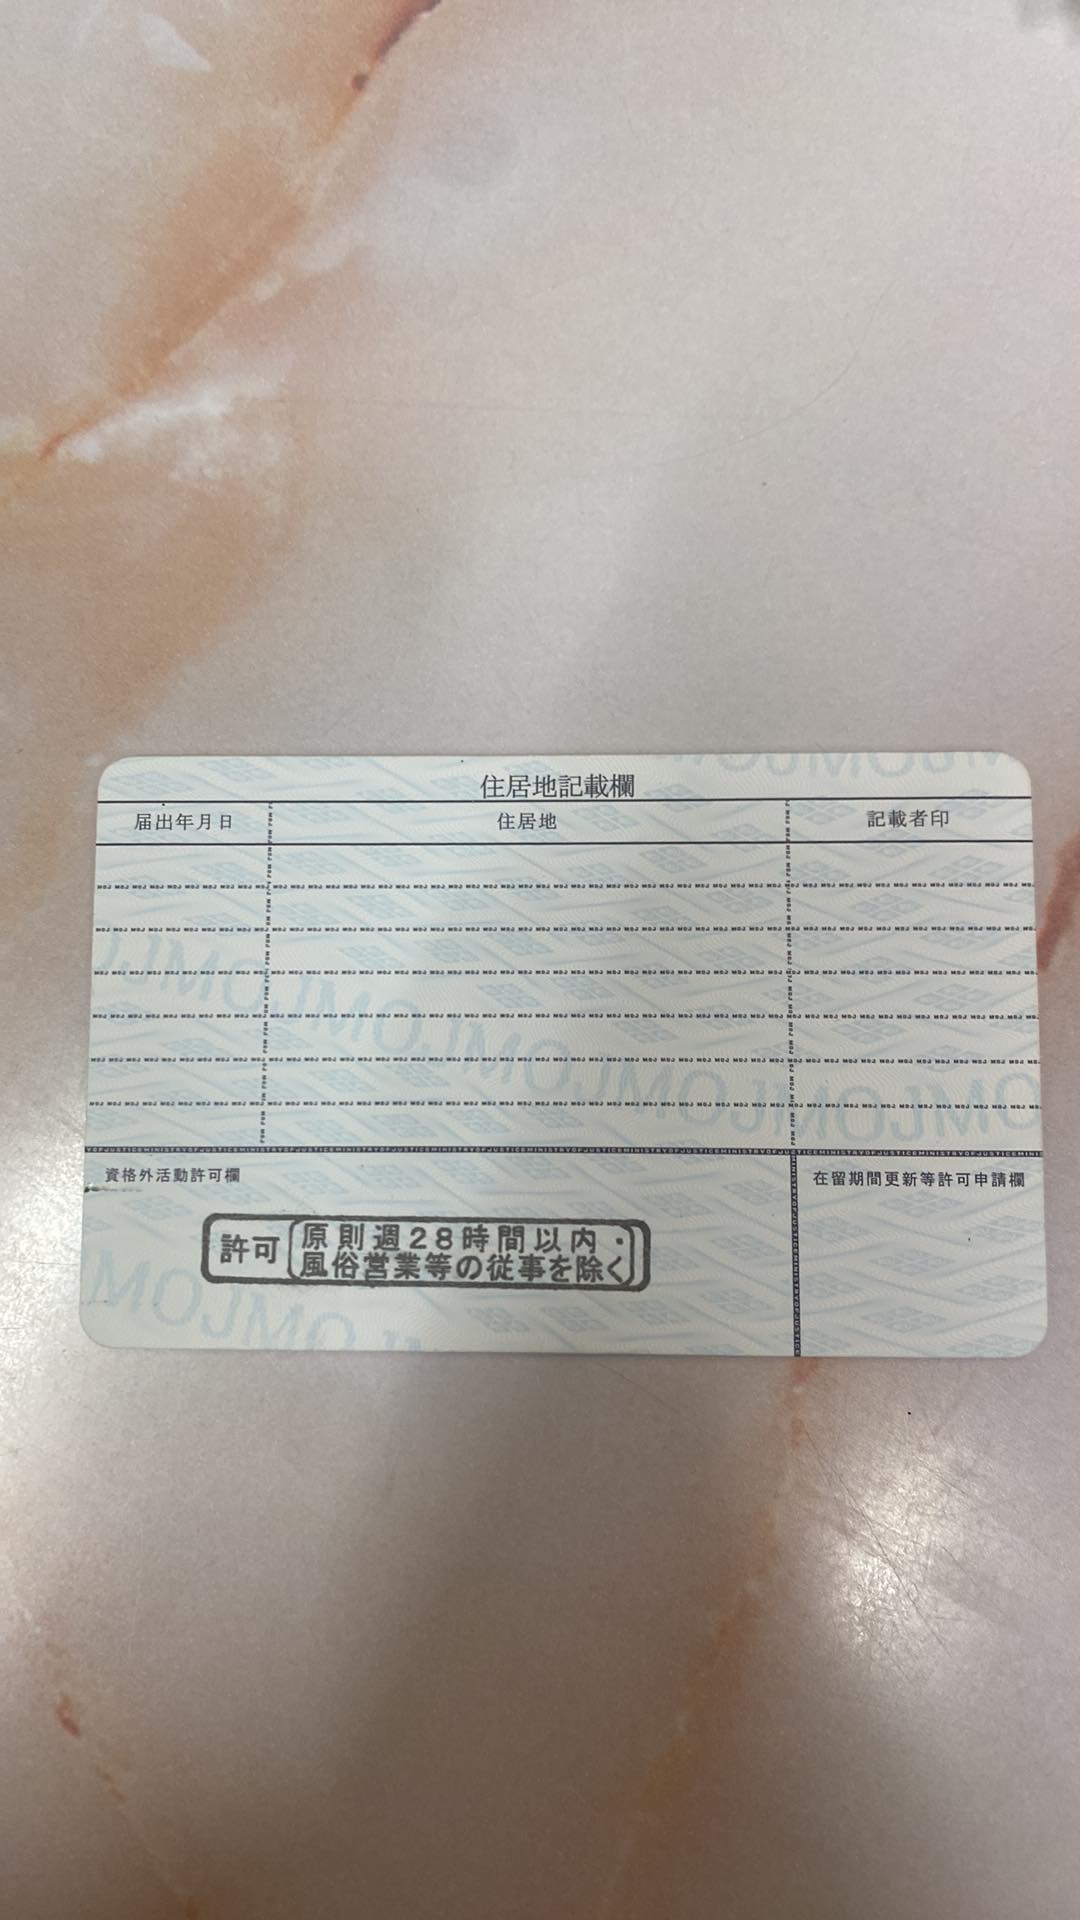 住居地記載欄
届出年月日 住居地 記載者印
資格外活動許可欄 在留期間更新等許可申請欄
許可 原則週28時間以内・
風俗営業等の従事を除く